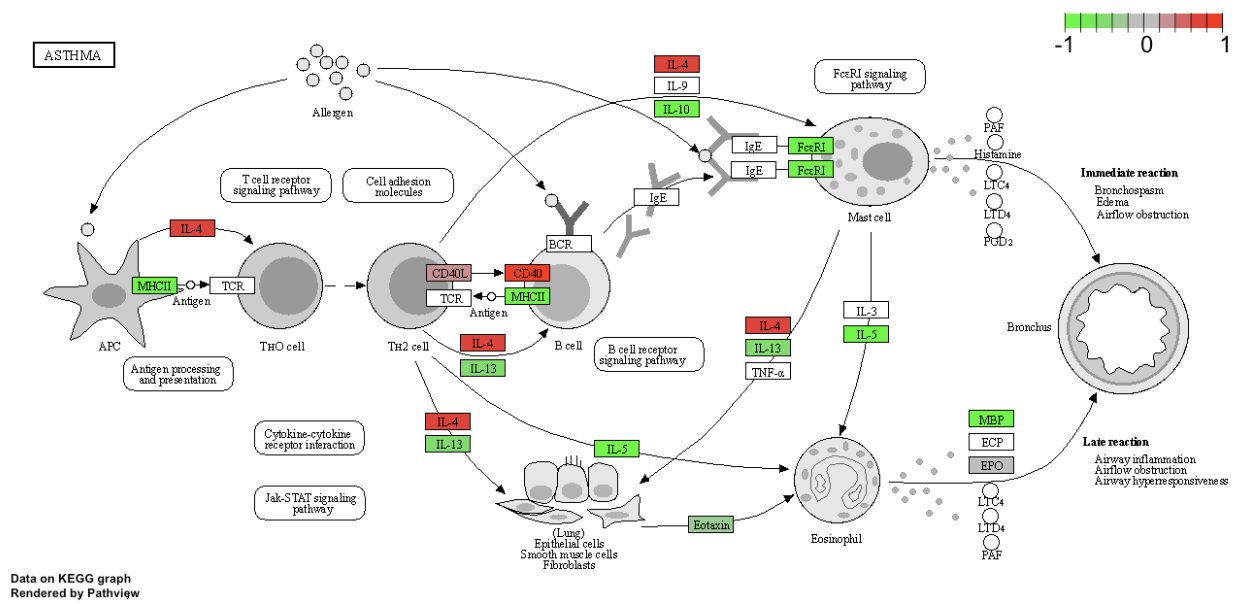 -1
0
1
ASTHMA
Allergen
IL-4
IL-9
IL-10
FcεRI signaling
pathway
T cell receptor
signaling pathway
Cell adhesion
molecules
IgE
FcεRI
IgE
FcεRI
IgE
Mast cell
PAF
Histamine
LTC4
LTD4
PGD2
Immediate reaction
Bronchospasm
Edema
Airflow obstruction
IL-4
MHCII
Antigen
TCR
APC
TH0 cell
CD40L
CD40
TCR
MHCII
Antigen
BCR
TH2 cell
B cell
IL-4
IL-13
B cell receptor
signaling pathway
IL-4
IL-13
TNF-α
IL-3
IL-5
Bronchus
Antigen processing
and presentation
Cytokine-cytokine
receptor interaction
Jak-STAT signaling
pathway
IL-4
IL-13
IL-5
Eotaxin
(Lung)
Epithelial cells
Smooth muscle cells
Fibroblasts
Eosinophil
MBP
ECP
EPO
LTC4
LTD4
PAF
Late reaction
Airway inflammation
Airflow obstruction
Airway hyperresponsiveness
Data on KEGG graph
Rendered by Pathview